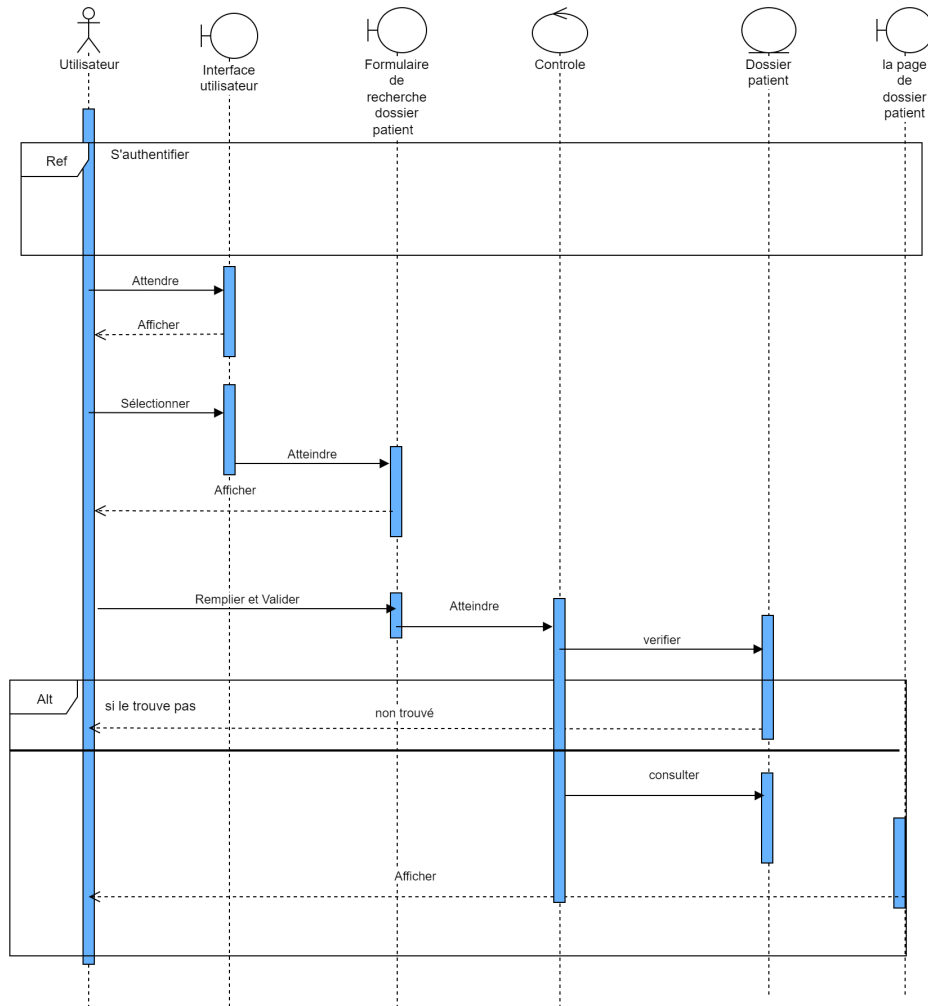 Utilisateur
Interface
utilisateur
Formulaire
de
recherche
dossier
patient
Controle
Dossier
patient
la page
de
dossier
patient
Ref
S'authentifier
Attendre
Afficher
Sélectionner
Atteindre
Afficher
Remplier et Valider
Atteindre
verifier
Alt
si le trouve pas
non trouvé
consulter
Afficher